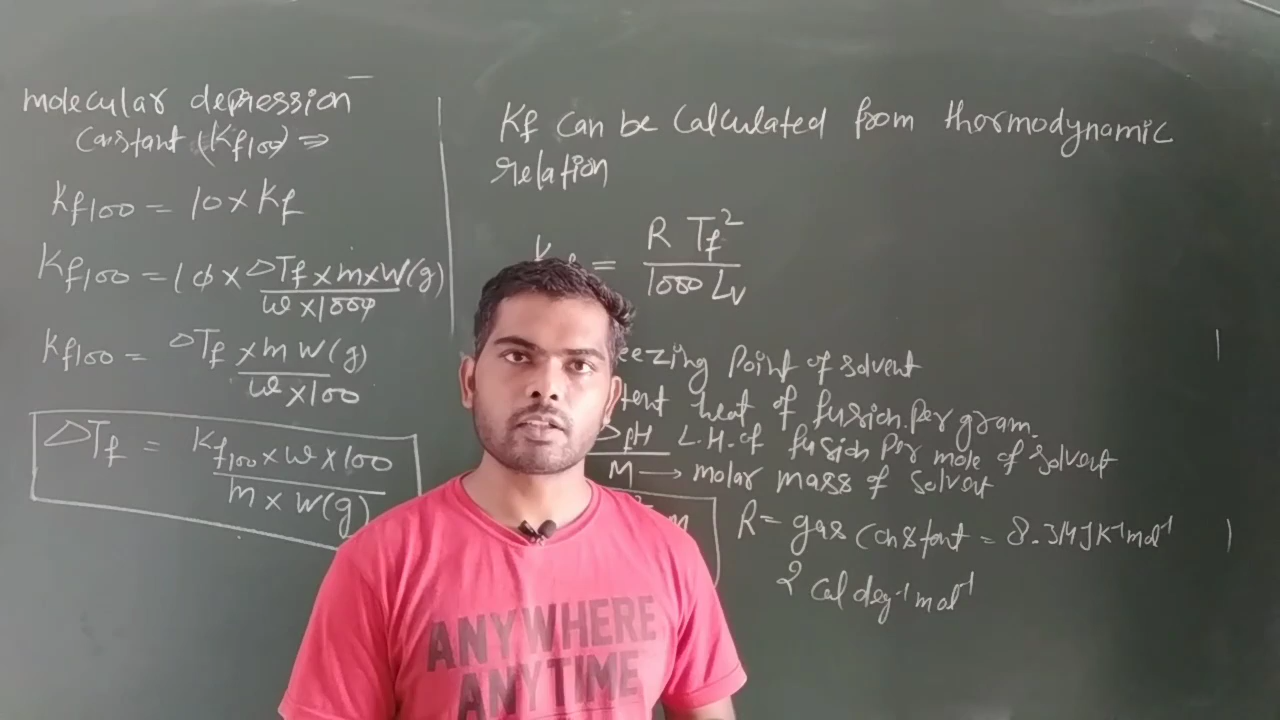 molecular depression
Constant (Kf100) ⇒
Kf100 = 10 × Kf
Kf100 = 10 × ΔTf × m × W(g)
w × 1000
Kf100 = ΔTf × m W(g)
w × 100
ΔTf = Kf100 × w × 100
m × W(g)
Kf can be Calculated from thermodynamic
relation
= R Tf²
1000 Lv
eezing Point of solvent
tent heat of fusion. Per gram.
ΔfH L.H. of fusion Per mole of solvent
M → molar mass of solvent
R = gas constant = 8.314 J K⁻¹ mol⁻¹
2 Cal deg⁻¹ mol⁻¹
ANYWHERE
ANYTIME